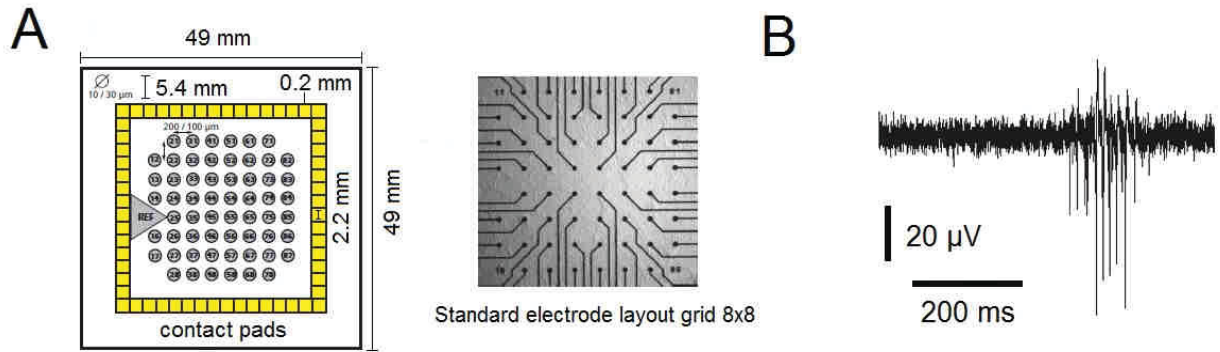 A
49 mm
5.4 mm
0.2 mm
10 / 30 µm
200 / 100 µm
21 31 41 51 61 71
12 22 32 42 52 62 72 82
13 23 33 43 53 63 73 83
14 24 34 44 54 64 74 84
REF 25 35 45 55 65 75 85
16 26 36 46 56 66 76 86
17 27 37 47 57 67 77 87
28 38 48 58 68 78
2.2 mm
49 mm
contact pads
Standard electrode layout grid 8x8
B
20 µV
200 ms